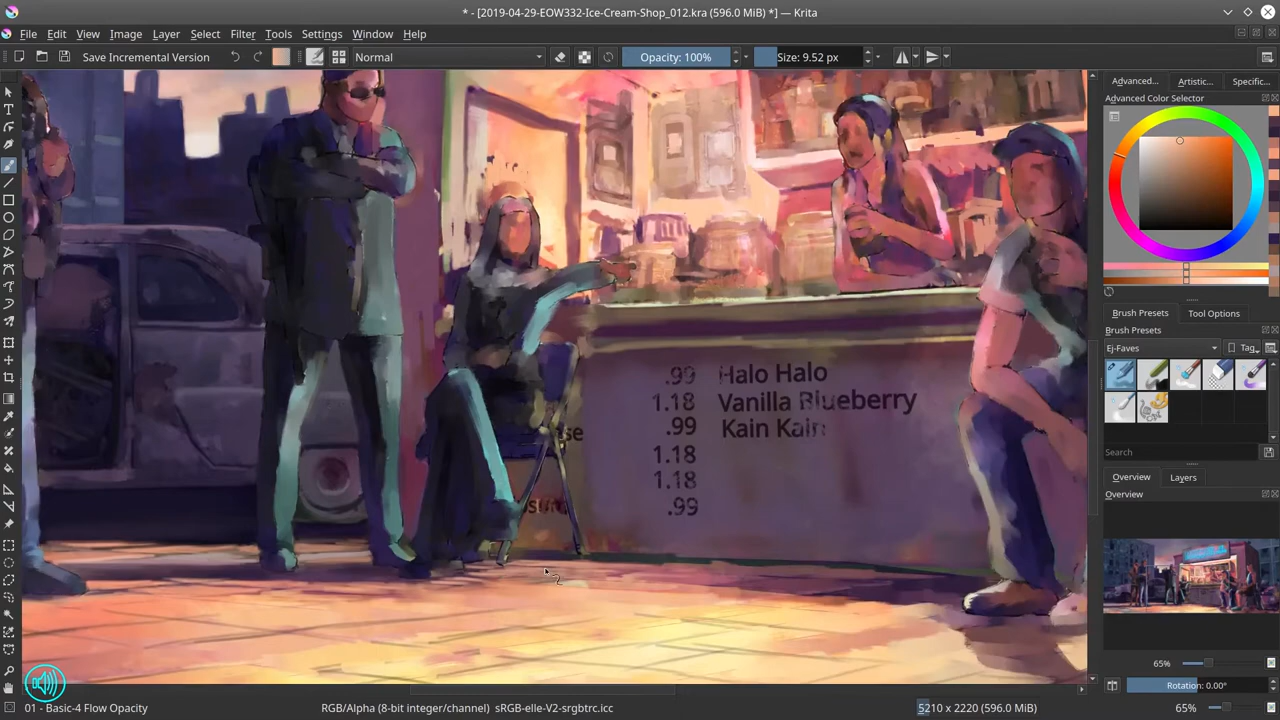 * - [2019-04-29-EOW332-Ice-Cream-Shop_012.kra (596.0 MiB) *] — Krita
File Edit View Image Layer Select Filter Tools Settings Window Help
Save Incremental Version Normal Opacity: 100% Size: 9.52 px
Advanced... Artistic... Specific...
Advanced Color Selector
Brush Presets Tool Options
Brush Presets
Ej-Faves Tag
Search
Overview Layers
Overview
65%
Rotation: 0.00°
.99 Halo Halo
1.18 Vanilla Blueberry
.99 Kain Kain
se
1.18
1.18
.99
01 - Basic-4 Flow Opacity RGB/Alpha (8-bit integer/channel) sRGB-elle-V2-srgbtrc.icc 5210 x 2220 (596.0 MiB) 65%